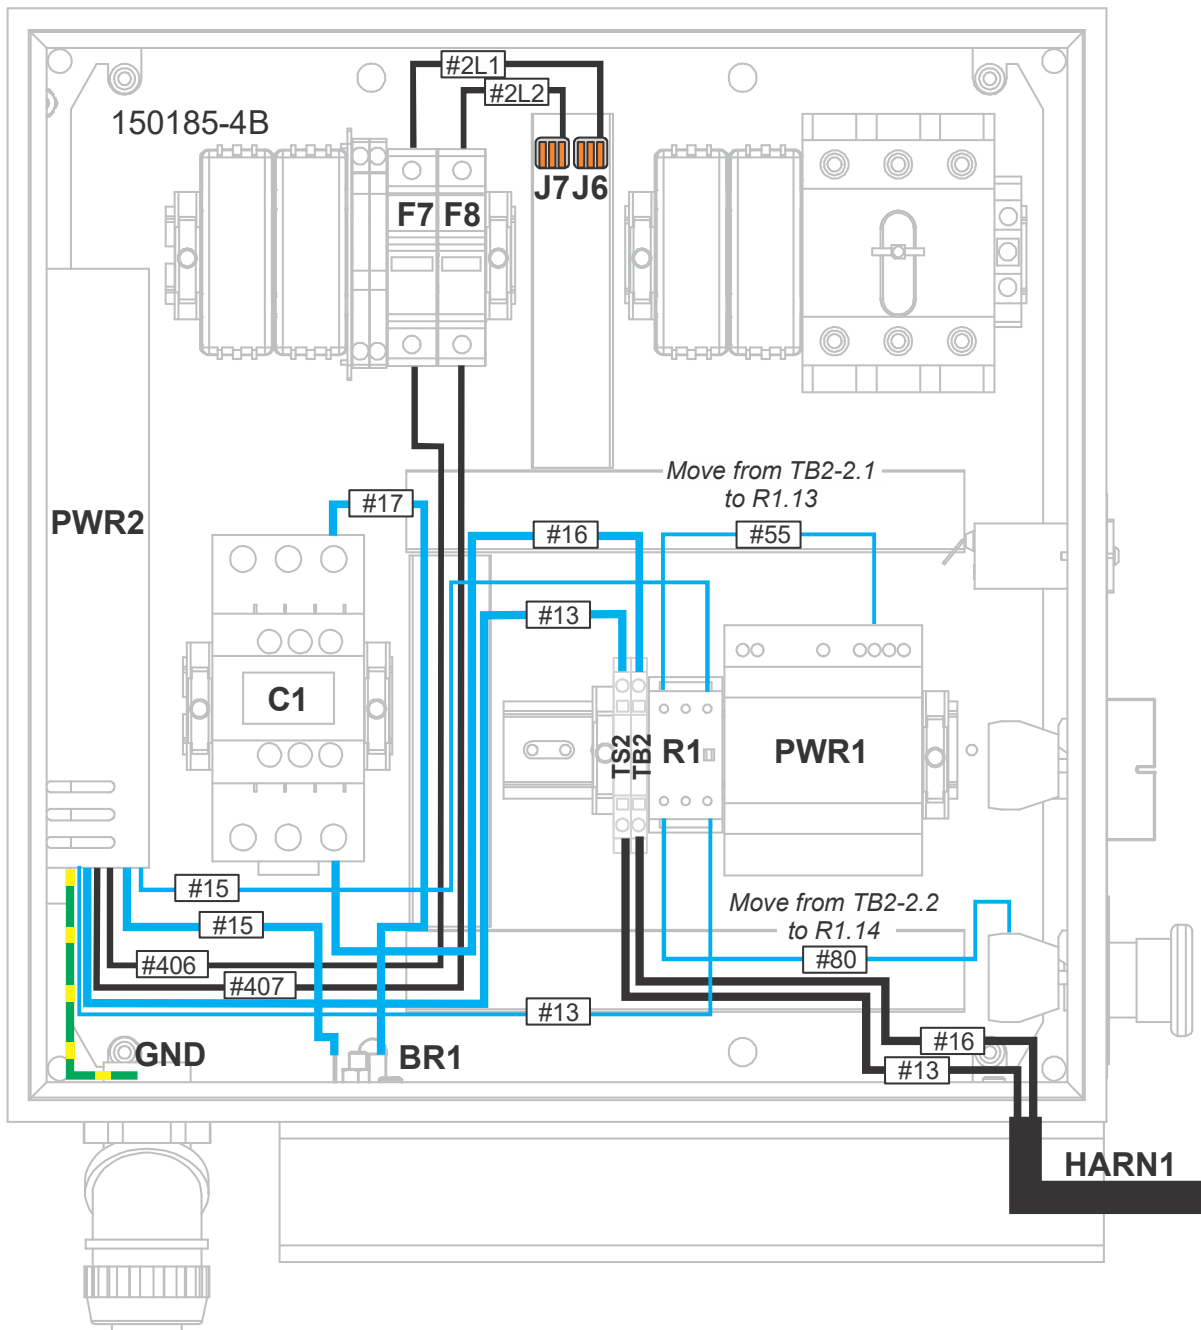 #2L1
#2L2
150185-4B
J7 J6
F7 F8
Move from TB2-2.1
to R1.13
#17
PWR2
#16
#55
#13
C1
TS2
TB2
R1
PWR1
#15
#15
Move from TB2-2.2
to R1.14
#406
#80
#407
#13
#16
GND
BR1
#13
HARN1